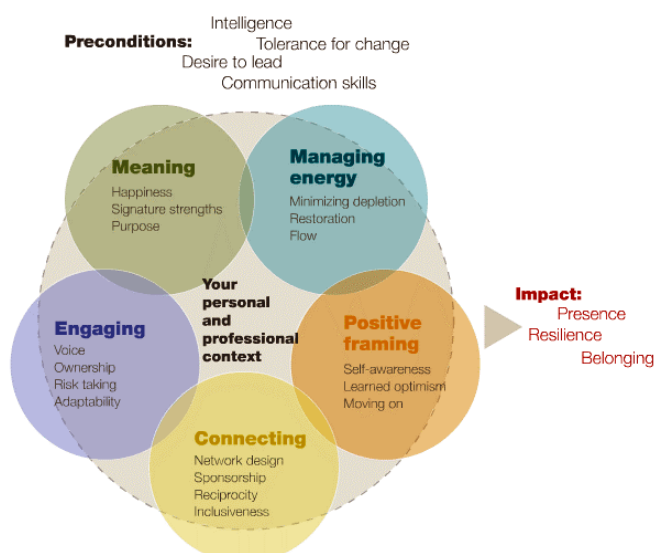 Intelligence
Preconditions:
Tolerance for change
Desire to lead
Communication skills
Meaning
Happiness
Signature strengths
Purpose
Managing
energy
Minimizing depletion
Restoration
Flow
Your
personal
and
professional
context
Engaging
Voice
Ownership
Risk taking
Adaptability
Positive
framing
Self-awareness
Learned optimism
Moving on
Connecting
Network design
Sponsorship
Reciprocity
Inclusiveness
Impact:
Presence
Resilience
Belonging